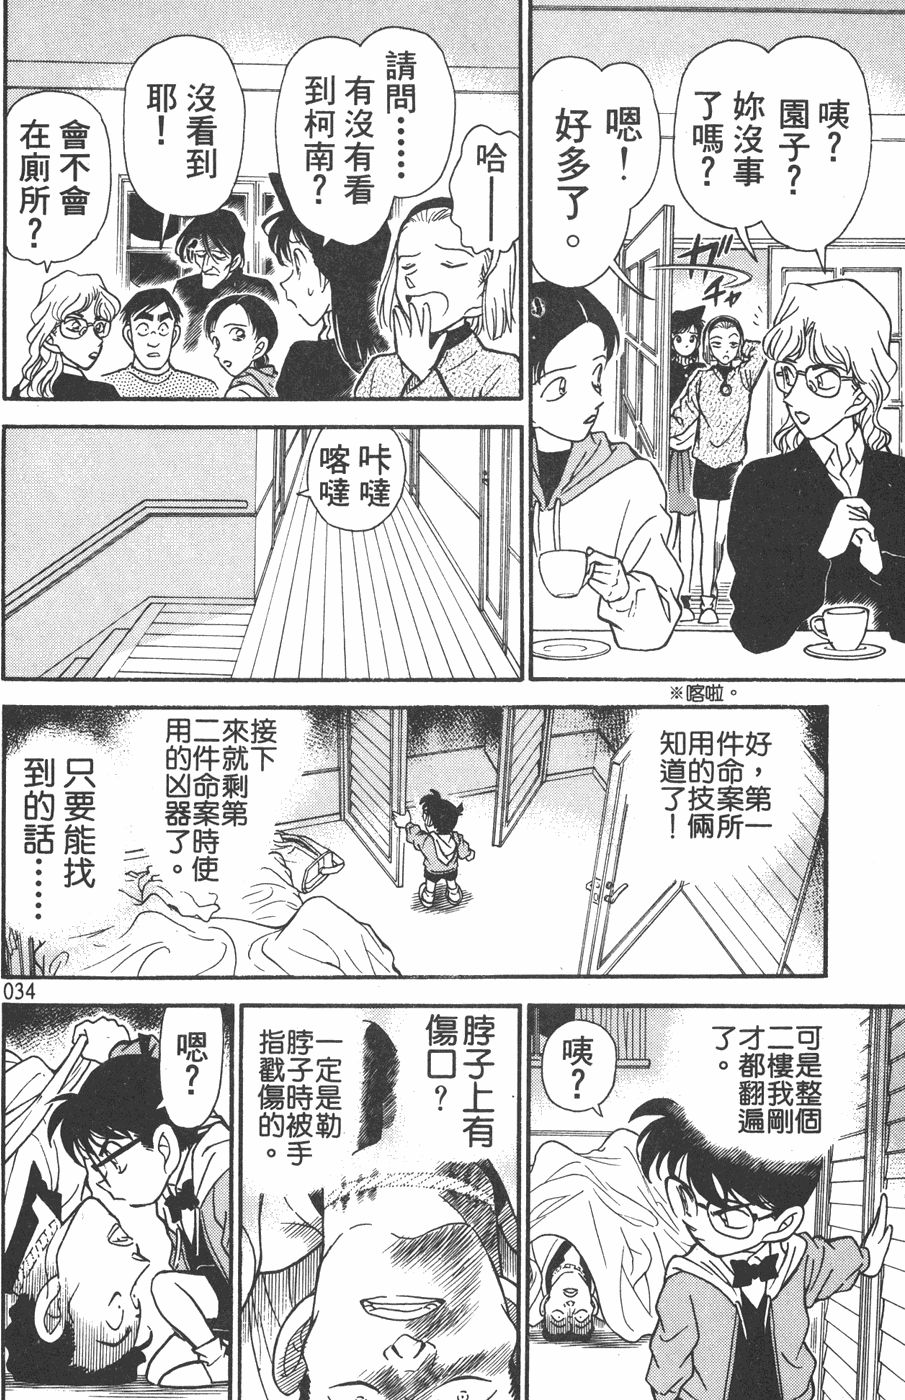 咦？
園子？
妳沒事
了嗎？
嗯！
好多了。
ガ
チャ
※喀啦。
哈——
請問……
有沒有看
到柯南？
沒看到
耶！
會不會
在廁所？
咔噠
喀噠
好，第一
件命案所
用的技倆
知道了！
接下
來就剩第
二件命案時使
用的凶器了。
只要能找
到的話……
034
可是整個
二樓我剛
才都翻遍
了。
咦？
脖子上有
傷口？
一定是勒
脖子時被手
指戳傷的。
嗯？